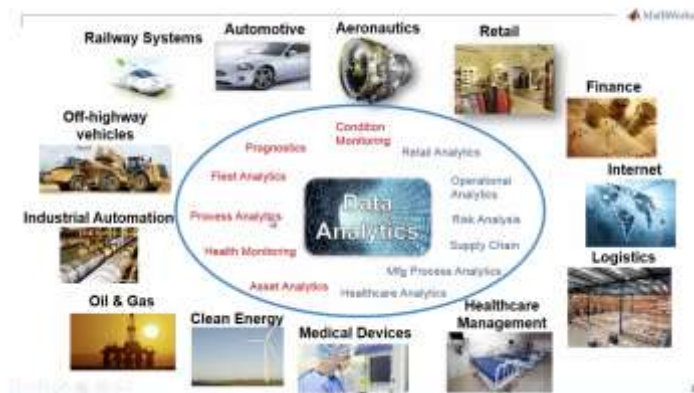 MathWorks
Railway Systems
Automotive
Aeronautics
Retail
Finance
Off-highway
vehicles
Internet
Industrial Automation
Logistics
Oil & Gas
Clean Energy
Medical Devices
Healthcare
Management
Condition
Monitoring
Prognostics
Retail Analytics
Fleet Analytics
Operational
Analytics
Process Analytics
Data
Analytics
Risk Analysis
Health Monitoring
Supply Chain
Mfg Process Analytics
Asset Analytics
Healthcare Analytics